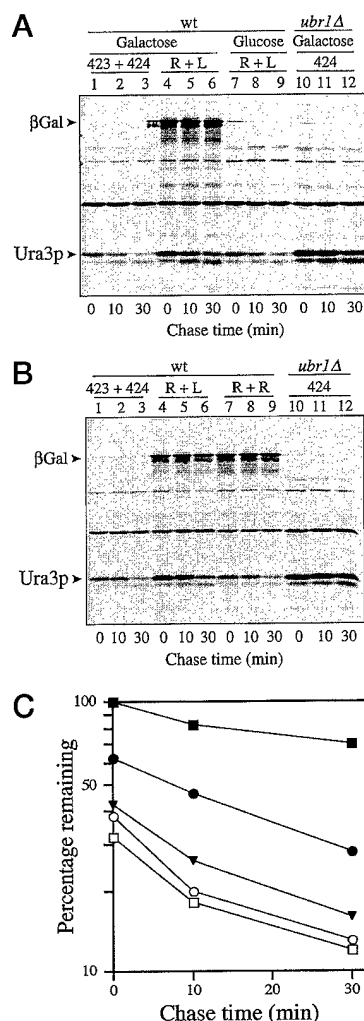 A
wt
ubr1Δ
Galactose
Glucose
Galactose
423 + 424
R + L
R + L
424
1 2 3 4 5 6 7 8 9 10 11 12
βGal
Ura3p
0 10 30 0 10 30 0 10 30 0 10 30
Chase time (min)
B
wt
ubr1Δ
423 + 424
R + L
R + R
424
1 2 3 4 5 6 7 8 9 10 11 12
βGal
Ura3p
0 10 30 0 10 30 0 10 30 0 10 30
Chase time (min)
C
100
50
10
Percentage remaining
0 10 20 30
Chase time (min)